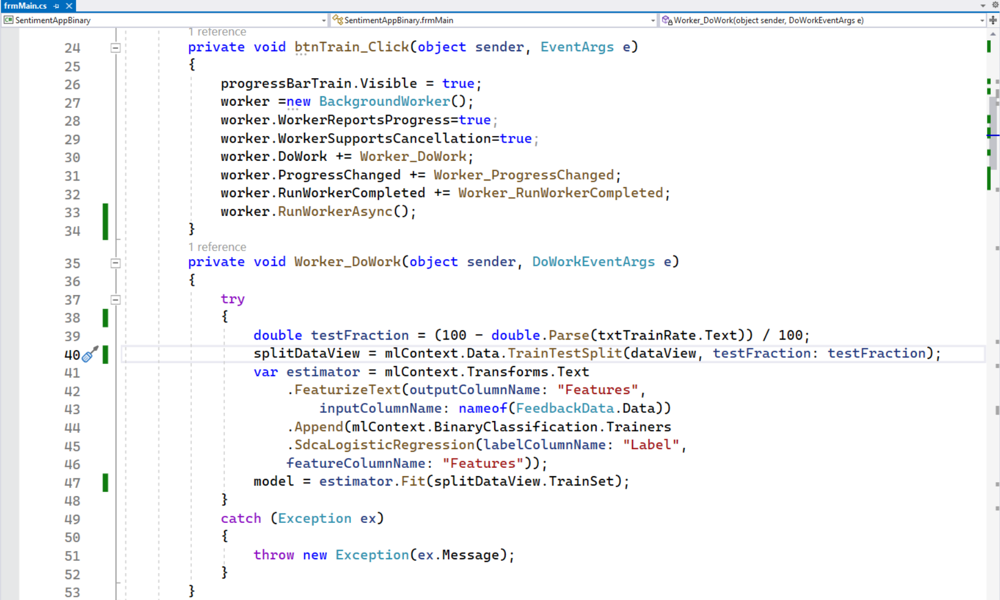 frmMain.cs
SentimentAppBinary
SentimentAppBinary.frmMain
Worker_DoWork(object sender, DoWorkEventArgs e)
1 reference
24 private void btnTrain_Click(object sender, EventArgs e)
25 {
26 progressBarTrain.Visible = true;
27 worker =new BackgroundWorker();
28 worker.WorkerReportsProgress=true;
29 worker.WorkerSupportsCancellation=true;
30 worker.DoWork += Worker_DoWork;
31 worker.ProgressChanged += Worker_ProgressChanged;
32 worker.RunWorkerCompleted += Worker_RunWorkerCompleted;
33 worker.RunWorkerAsync();
34 }
1 reference
35 private void Worker_DoWork(object sender, DoWorkEventArgs e)
36 {
37 try
38 {
39 double testFraction = (100 - double.Parse(txtTrainRate.Text)) / 100;
40 splitDataView = mlContext.Data.TrainTestSplit(dataView, testFraction: testFraction);
41 var estimator = mlContext.Transforms.Text
42 .FeaturizeText(outputColumnName: "Features",
43 inputColumnName: nameof(FeedbackData.Data))
44 .Append(mlContext.BinaryClassification.Trainers
45 .SdcaLogisticRegression(labelColumnName: "Label",
46 featureColumnName: "Features"));
47 model = estimator.Fit(splitDataView.TrainSet);
48 }
49 catch (Exception ex)
50 {
51 throw new Exception(ex.Message);
52 }
53 }